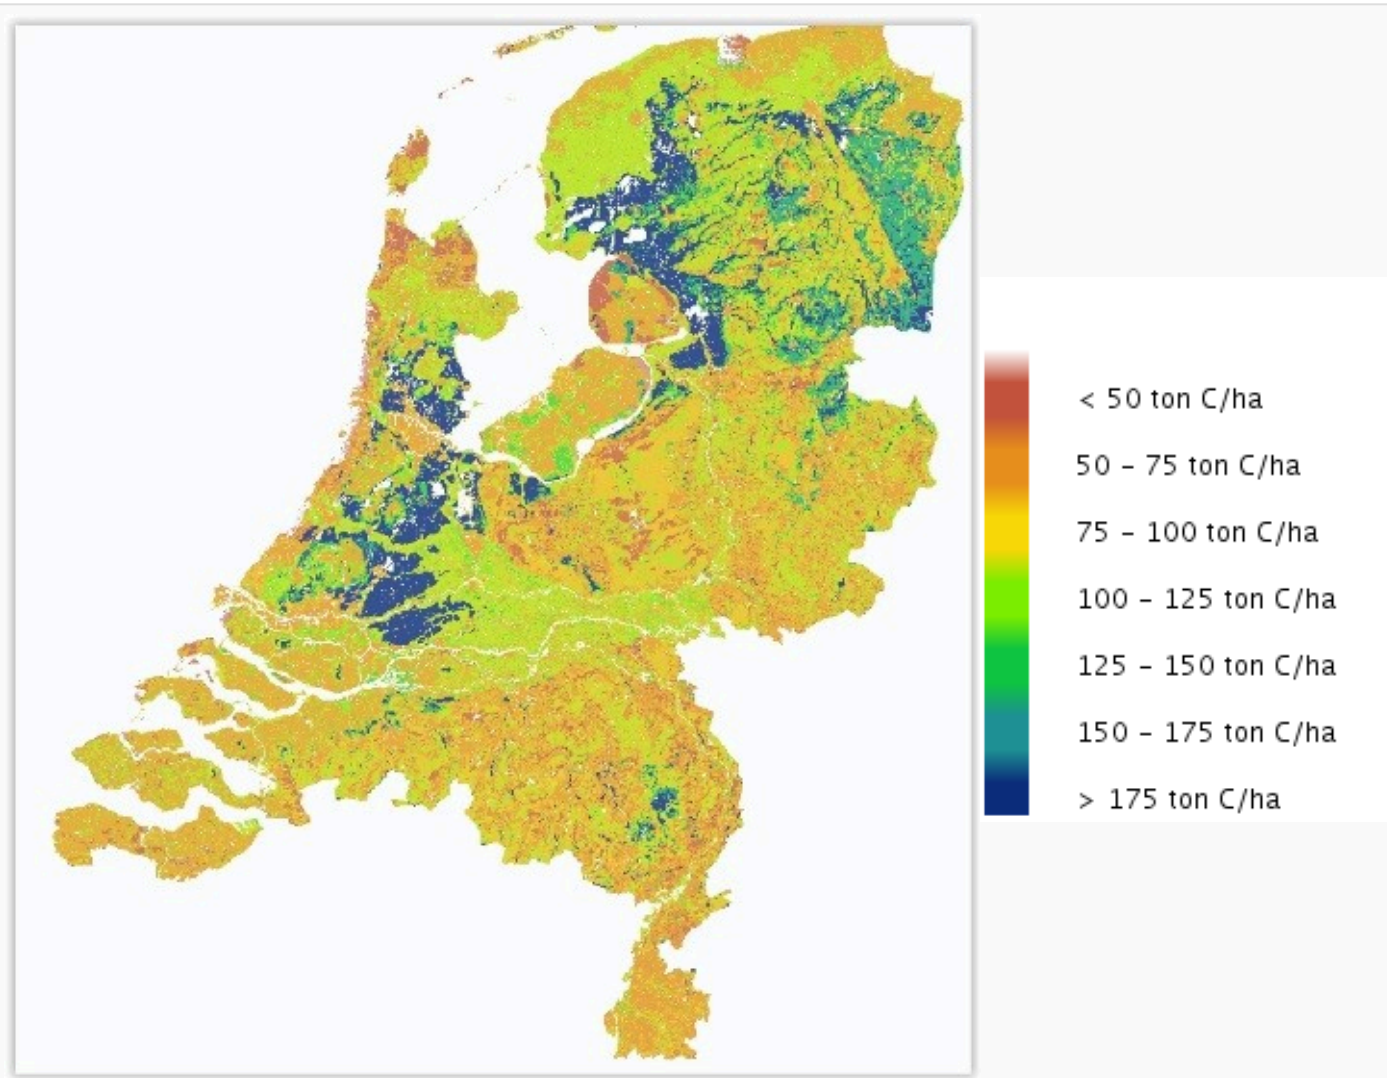 < 50 ton C/ha
50 – 75 ton C/ha
75 – 100 ton C/ha
100 – 125 ton C/ha
125 – 150 ton C/ha
150 – 175 ton C/ha
> 175 ton C/ha